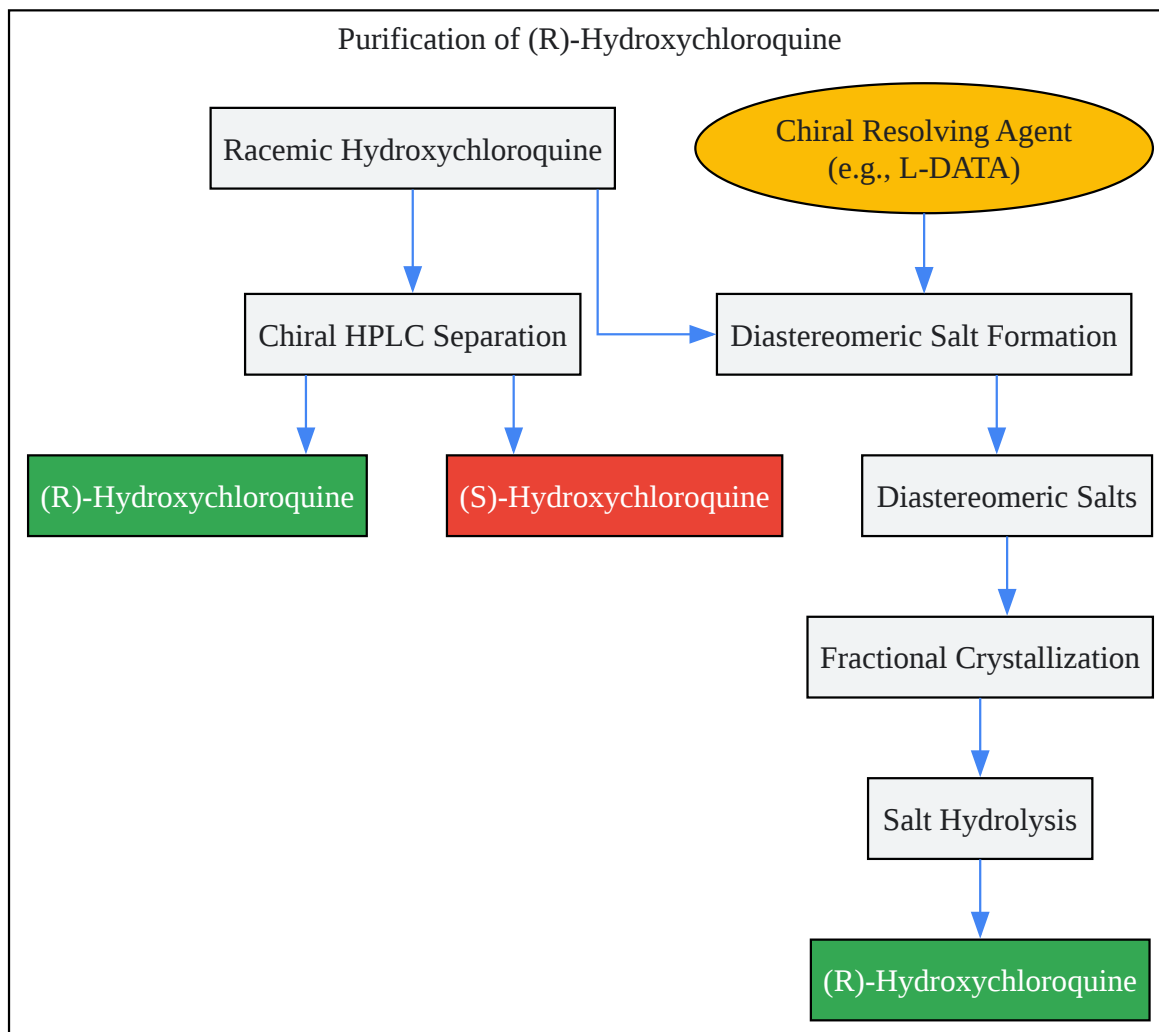 Purification of (R)-Hydroxychloroquine
Racemic Hydroxychloroquine
Chiral Resolving Agent
(e.g., L-DATA)
Chiral HPLC Separation
Diastereomeric Salt Formation
(R)-Hydroxychloroquine
(S)-Hydroxychloroquine
Diastereomeric Salts
Fractional Crystallization
Salt Hydrolysis
(R)-Hydroxychloroquine